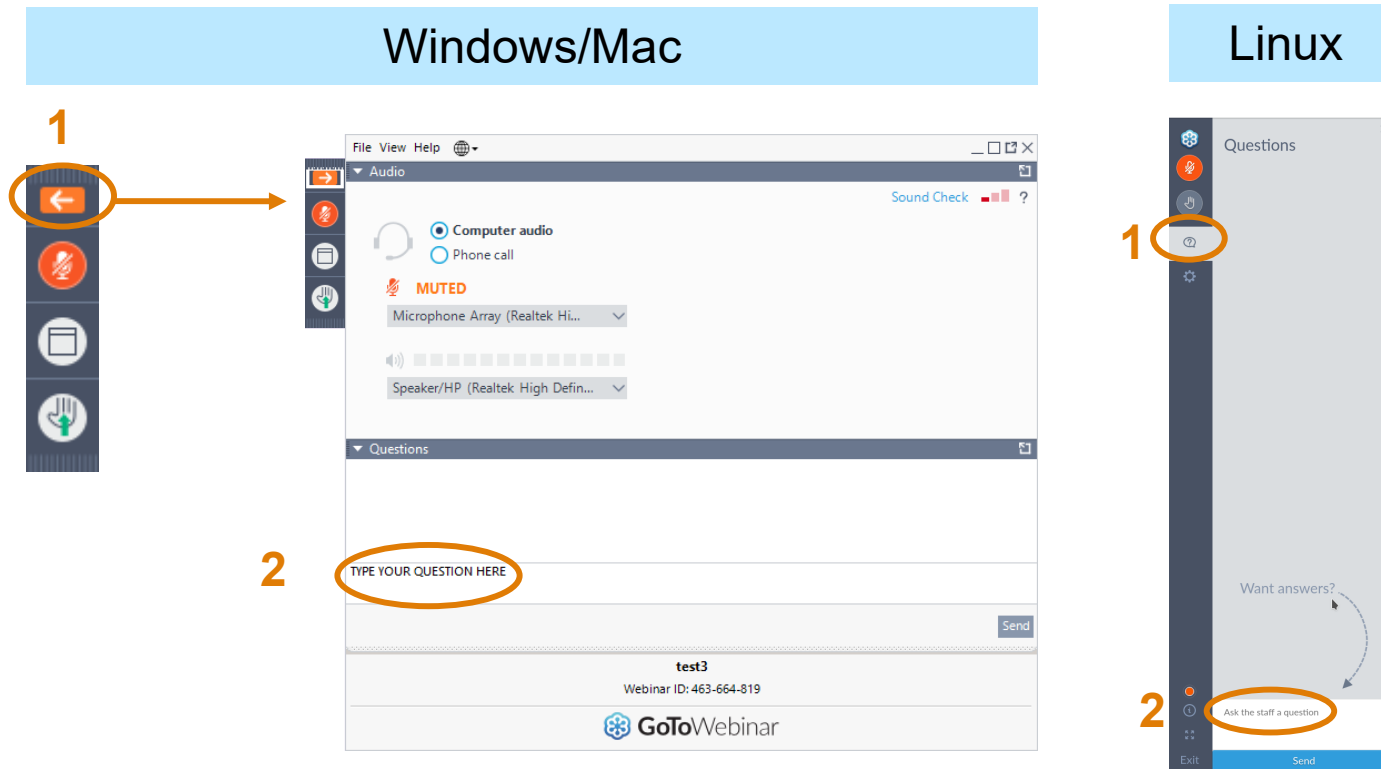 Windows/Mac
1
File View Help
Audio
Sound Check ?
Computer audio
Phone call
MUTED
Microphone Array (Realtek Hi...
Speaker/HP (Realtek High Defin...
Questions
2
TYPE YOUR QUESTION HERE
Send
test3
Webinar ID: 463-664-819
GoToWebinar
Linux
Questions
1
Want answers?
2
Ask the staff a question
Exit
Send